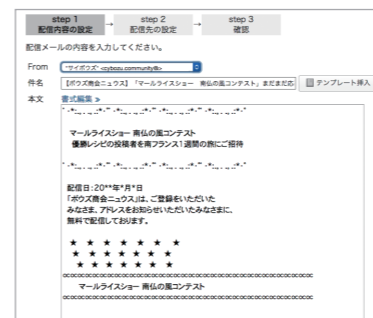 step 1
配信内容の設定
→
step 2
配信先の設定
→
step 3
確認
配信メールの内容を入力してください。
From "サイボウズ" <cybozu.community@>
件名 【ボウズ商会ニュウス】「マールライスショー 南仏の風コンテスト」まだまだ応 テンプレート挿入
本文 書式編集 »
マールライスショー 南仏の風コンテスト
優勝レシピの投稿者を南フランス1週間の旅にご招待
配信日:20**年*月*日
「ボウズ商会ニュウス」は、ご登録をいただいた
みなさま、アドレスをお知らせいただいたみなさまに、
無料で配信しております。
★ ★ ★ ★ ★ ★ ★
★ ★ ★ ★ ★ ★ ★
★ ★ ★ ★ ★ ★ ★
マールライスショー 南仏の風コンテスト